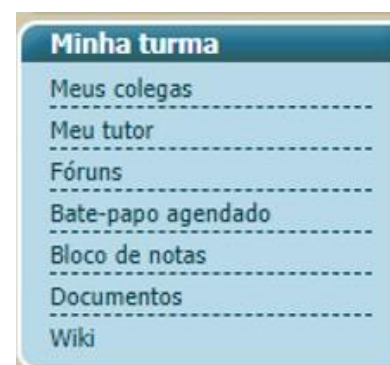 Minha turma
Meus colegas
Meu tutor
Fóruns
Bate-papo agendado
Bloco de notas
Documentos
Wiki